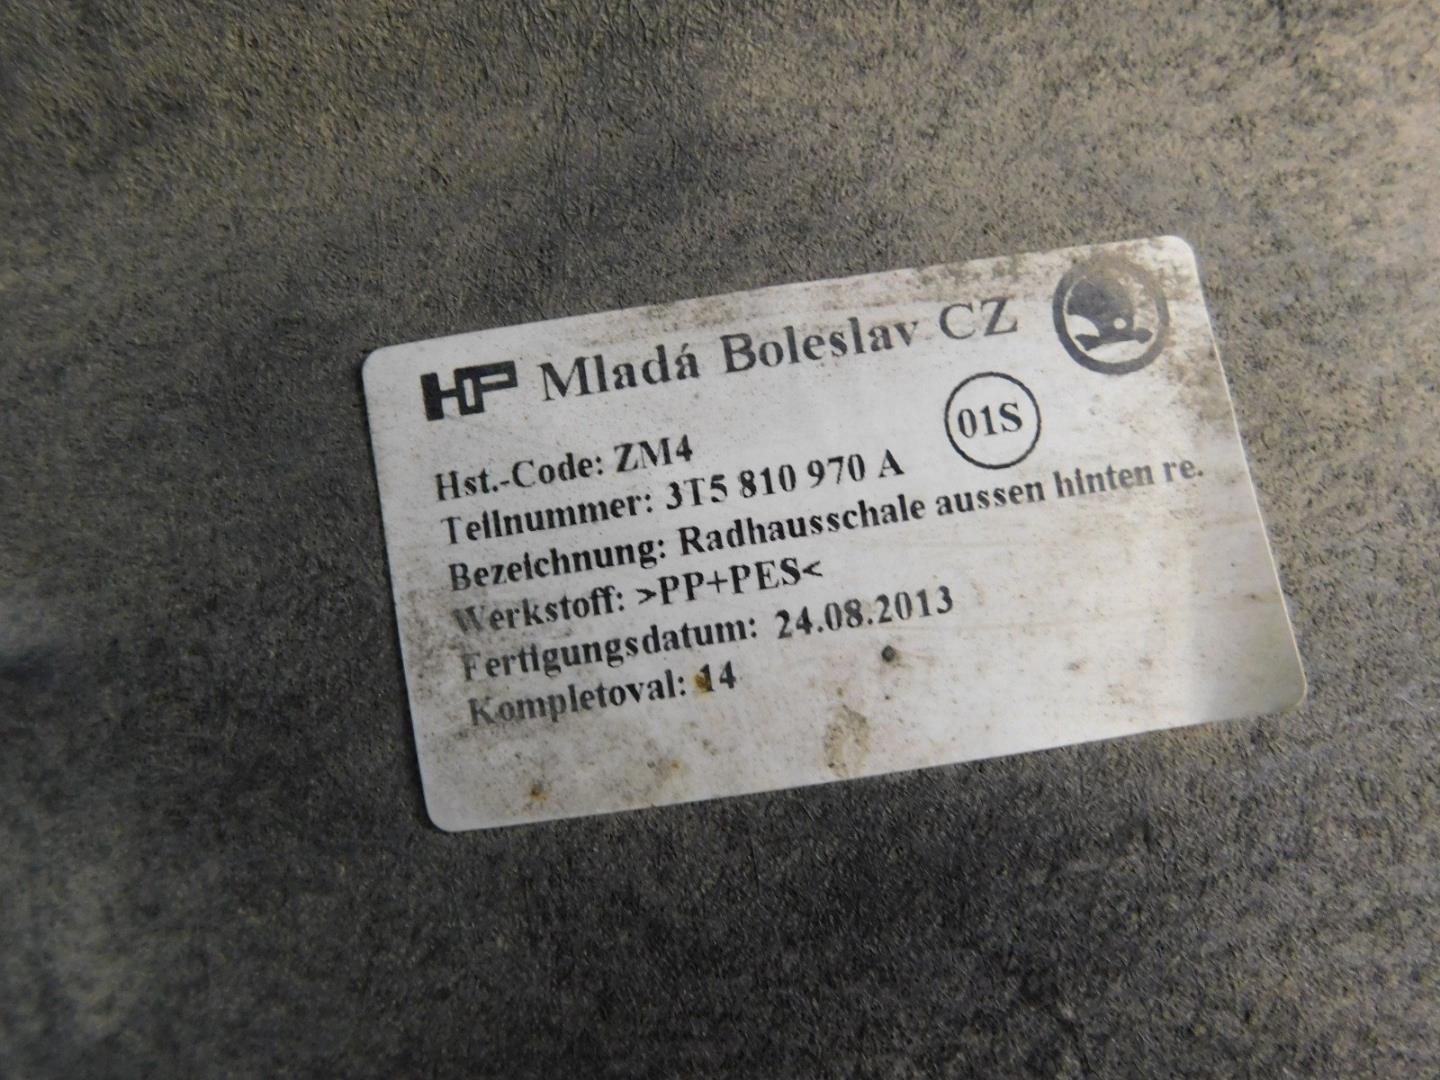 HP Mladá Boleslav CZ
01S
Hst.-Code: ZM4
Teilnummer: 3T5 810 970 A
Bezeichnung: Radhausschale aussen hinten re.
Werkstoff: >PP+PES<
Fertigungsdatum: 24.08.2013
Kompletoval: 14